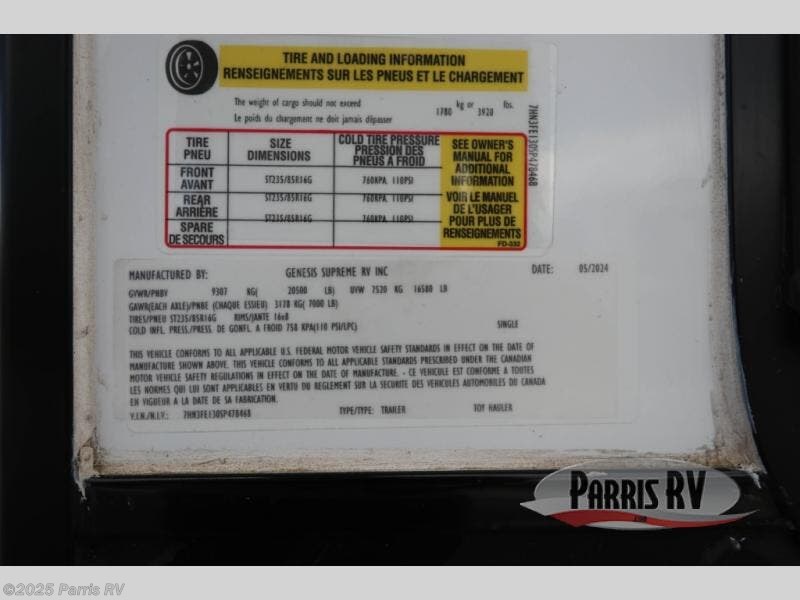 TIRE AND LOADING INFORMATION
RENSEIGNEMENTS SUR LES PNEUS ET LE CHARGEMENT
The weight of cargo should not exceed 1780 kg or 3920 lbs.
Le poids du chargement ne doit jamais dépasser
7HN3FE130SP478468
TIRE PNEU SIZE DIMENSIONS COLD TIRE PRESSURE PRESSION DES PNEUS A FROID
FRONT AVANT ST235/85R16G 760KPA, 110PSI
REAR ARRIÈRE ST235/85R16G 760KPA, 110PSI
SPARE DE SECOURS ST235/85R16G 760KPA, 110PSI
SEE OWNER'S
MANUAL FOR
ADDITIONAL
INFORMATION
VOIR LE MANUEL
DE L'USAGER
POUR PLUS DE
RENSEIGNEMENTS
FD-032
MANUFACTURED BY: GENESIS SUPREME RV INC DATE: 05/2024
GVWR/PNBV 9307 KG( 20500 LB) UVW 7520 KG 16580 LB
GAWR(EACH AXLE)/PNBE (CHAQUE ESSIEU) 3178 KG( 7000 LB)
TIRES/PNEU ST235/85R16G RIMS/JANTE 16x8
COLD INFL. PRESS/PRESS. DE GONFL. A FROID 758 KPA(110 PSI/LPC) SINGLE
THIS VEHICLE CONFORMS TO ALL APPLICABLE U.S. FEDERAL MOTOR VEHICLE SAFETY STANDARDS IN EFFECT ON THE DATE OF
MANUFACTURE SHOWN ABOVE. THIS VEHICLE CONFORMS TO ALL APPLICABLE STANDARDS PRESCRIBED UNDER THE CANADIAN
MOTOR VEHICLE SAFETY REGULATIONS IN EFFECT ON THE DATE OF MANUFACTURE. - CE VEHICULE EST CONFORME A TOUTES
LES NORMES QUI LUI SONT APPLICABLES EN VERTU DU REGLEMENT SUR LA SECURITE DES VEHICULES AUTOMOBILES DU CANADA
EN VIGUEUR A LA DATE DE SA FABRICATION.
V.I.N./N.I.V.: 7HN3FE130SP478468 TYPE/TYPE: TRAILER TOY HAULER
PARRIS RV
©2025 Parris RV